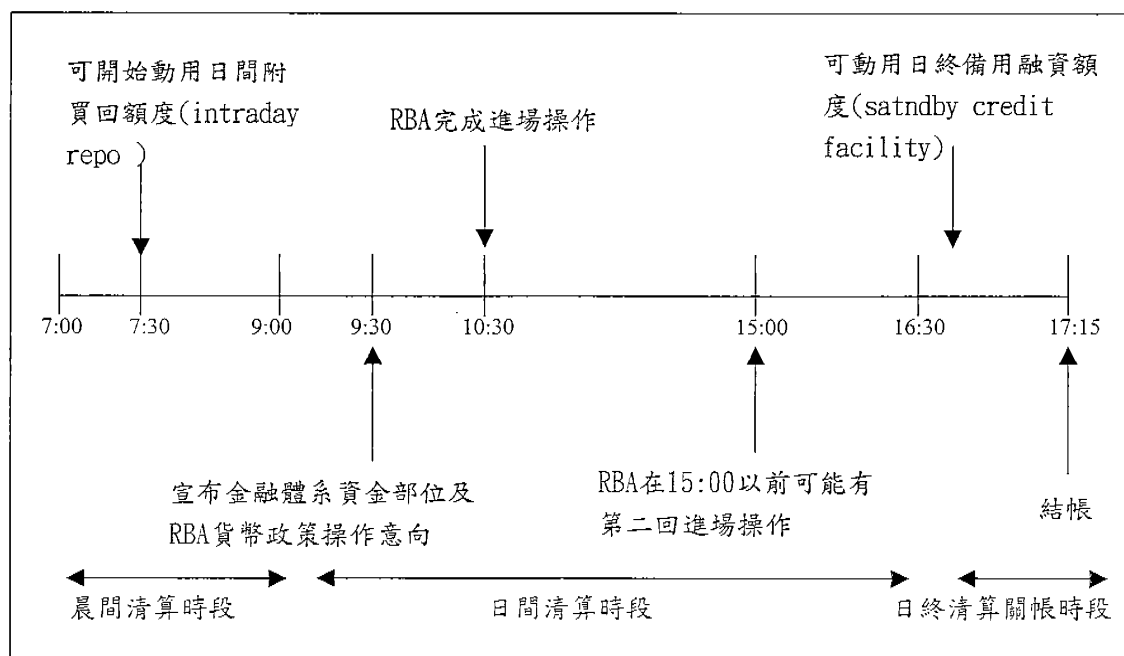 可開始動用日間附
買回額度(intraday
repo )
RBA完成進場操作
可動用日終備用融資額
度(satndby credit
facility)
7:00
7:30
9:00
9:30
10:30
15:00
16:30
17:15
宣布金融體系資金部位及
RBA貨幣政策操作意向
RBA在15:00以前可能有
第二回進場操作
結帳
晨間清算時段
日間清算時段
日終清算關帳時段